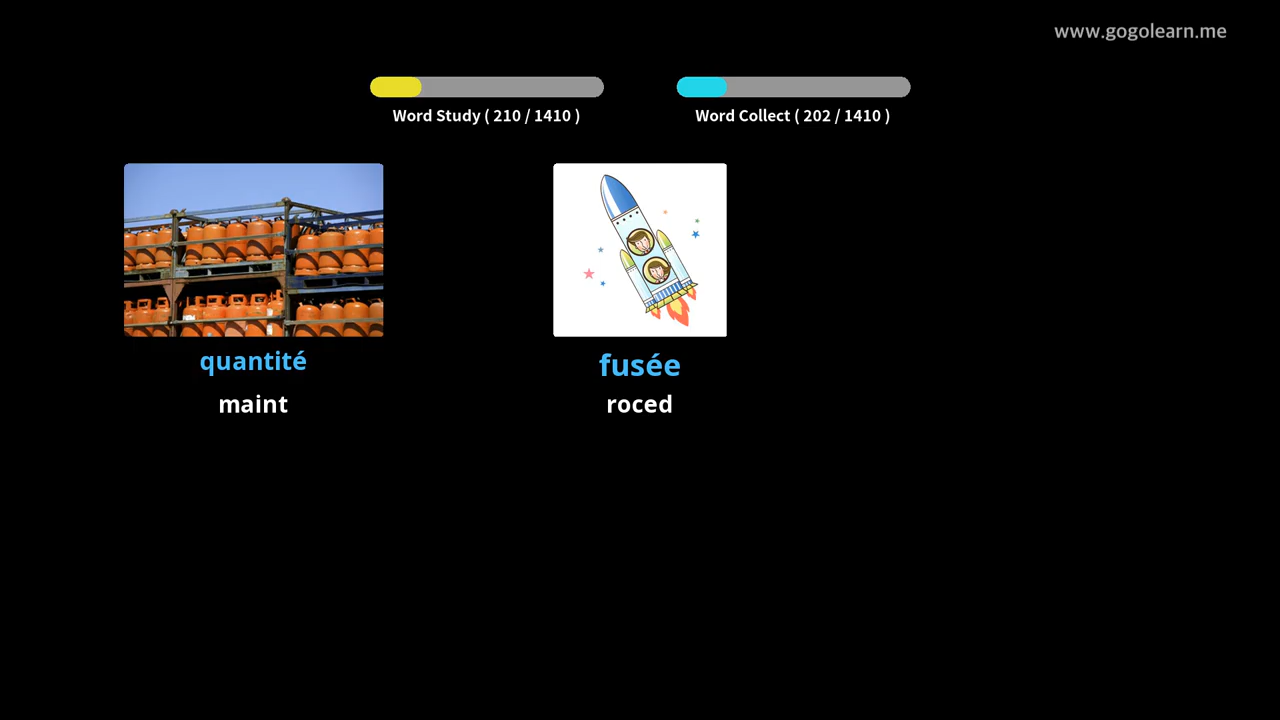 www.gogolearn.me
Word Study ( 210 / 1410 )
Word Collect ( 202 / 1410 )
quantité
maint
fusée
roced